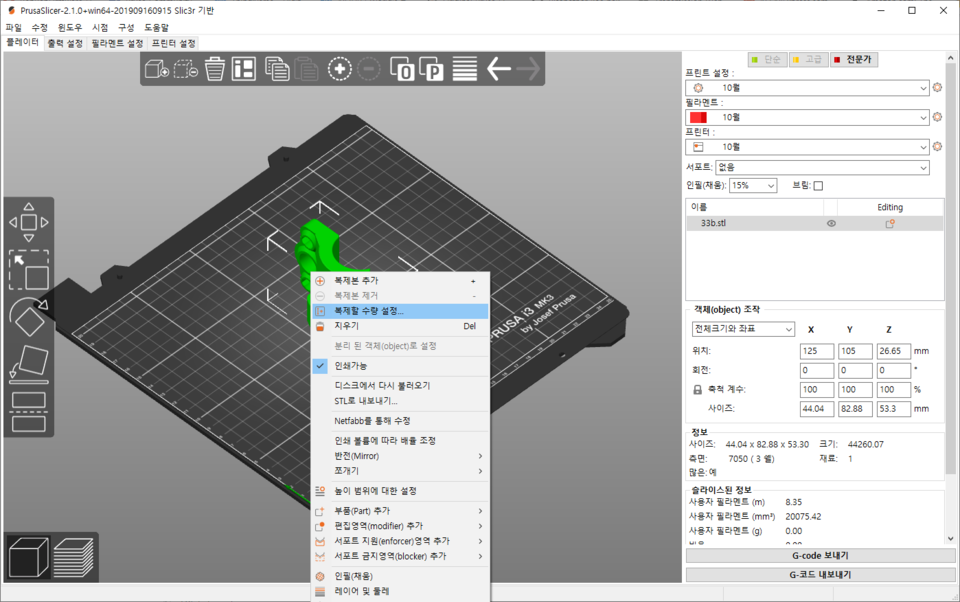 PrusaSlicer-2.1.0+win64-201909160915 Slic3r 기반
파일 수정 윈도우 시점 구성 도움말
플레이터 출력 설정 필라멘트 설정 프린터 설정
단순 고급 전문가
프린트 설정 :
10월
필라멘트 :
10월
프린터 :
10월
서포트: 없음
인필(채움): 15% 브림:
이름 Editing
33b.stl
객체(object) 조작
전체크기와 좌표 X Y Z
위치: 125 105 26.65 mm
회전: 0 0 0 °
축척 계수: 100 100 100 %
사이즈: 44.04 82.88 53.3 mm
정보
사이즈: 44.04 x 82.88 x 53.30 크기: 44260.07
측면: 7050 ( 3 쉘) 재료: 1
많은: 예
슬라이스된 정보
사용자 필라멘트 (m) 8.35
사용자 필라멘트 (mm³) 20075.42
사용자 필라멘트 (g) 0.00
비용 0.00
G-code 보내기
G-코드 내보내기
복제본 추가 +
복제본 제거 -
복제할 수량 설정...
지우기 Del
분리 된 객체(object)로 설정
인쇄가능
디스크에서 다시 불러오기
STL로 내보내기...
Netfabb를 통해 수정
인쇄 볼륨에 따라 배율 조정
반전(Mirror)
쪼개기
높이 범위에 대한 설정
부품(Part) 추가
편집영역(modifier) 추가
서포트 지원(enforcer)영역 추가
서포트 금지영역(blocker) 추가
인필(채움)
레이어 및 둘레
PRUSA i3 MK3
by Josef Prusa
O P